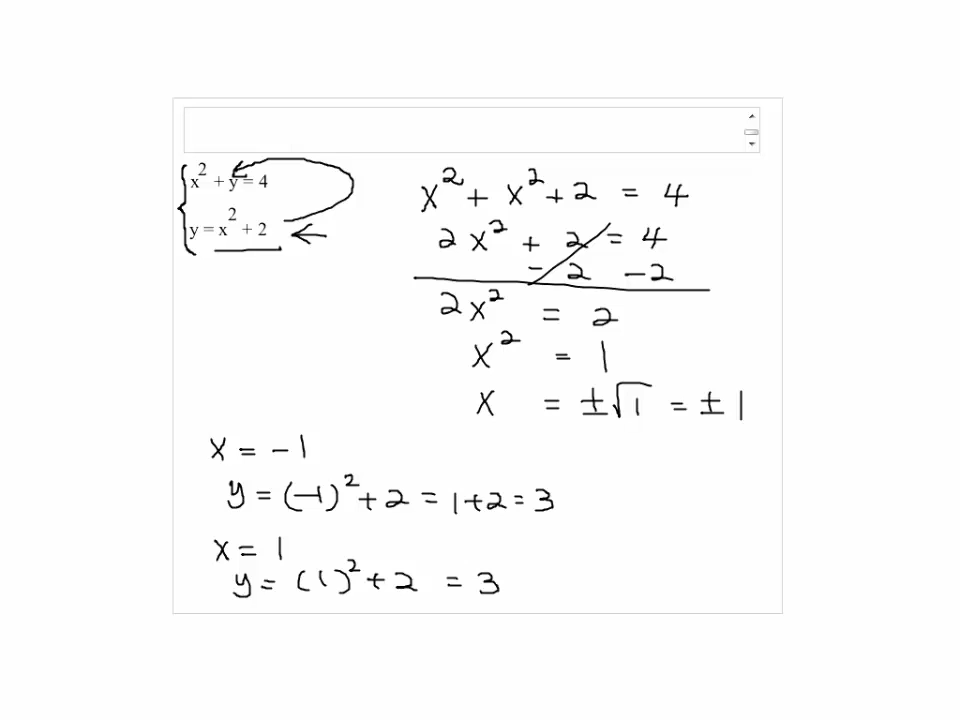 x² + y = 4
y = x² + 2
x² + x² + 2 = 4
2x² + 2 = 4
- 2 - 2
2x² = 2
x² = 1
x = ±√1 = ± 1
x = - 1
y = (-1)² + 2 = 1 + 2 = 3
x = 1
y = (1)² + 2 = 3